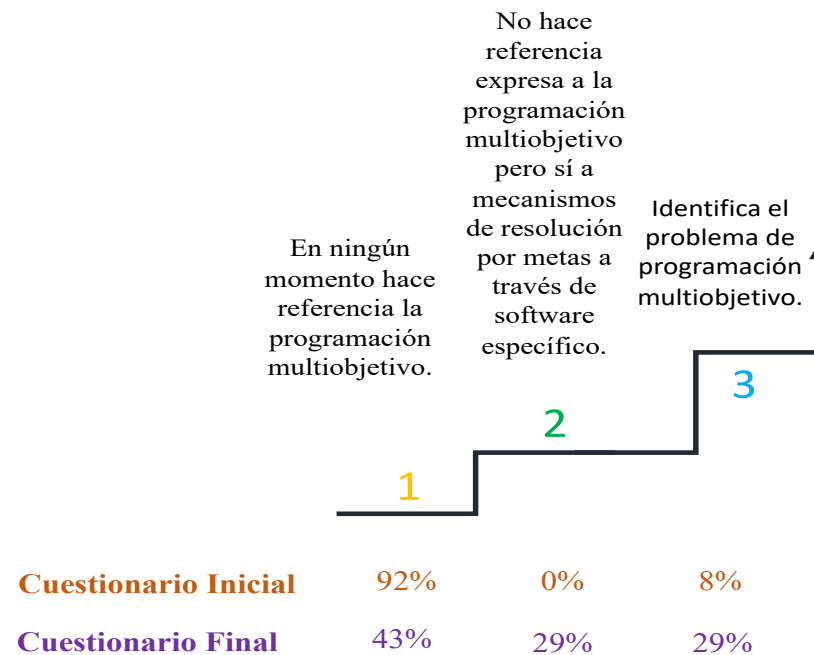 En ningún
momento hace
referencia la
programación
multiobjetivo.
No hace
referencia
expresa a la
programación
multiobjetivo
pero sí a
mecanismos
de resolución
por metas a
través de
software
específico.
Identifica el
problema de
programación
multiobjetivo.
1
2
3
Cuestionario Inicial 92% 0% 8%
Cuestionario Final 43% 29% 29%